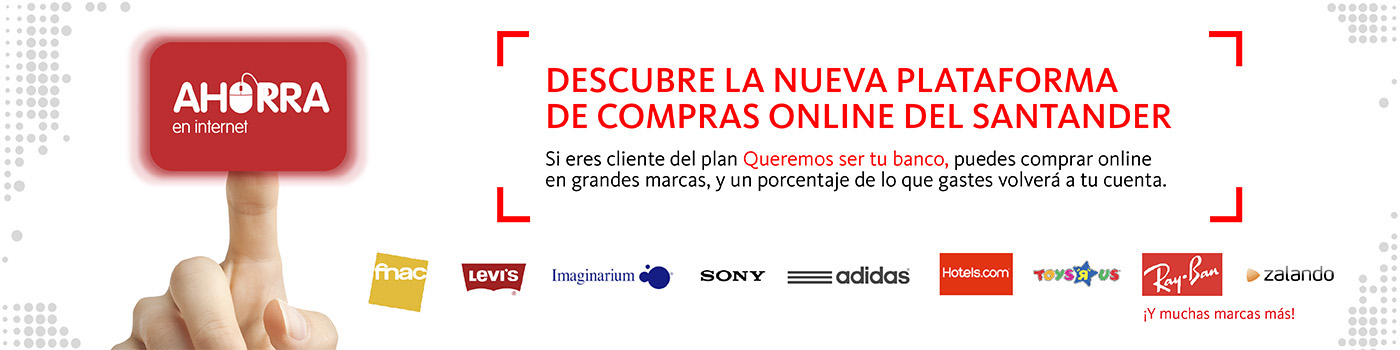 AHORRA
en internet
DESCUBRE LA NUEVA PLATAFORMA
DE COMPRAS ONLINE DEL SANTANDER
Si eres cliente del plan Queremos ser tu banco, puedes comprar online
en grandes marcas, y un porcentaje de lo que gastes volverá a tu cuenta.
fnac LEVI'S Imaginarium SONY adidas Hotels.com TOYS"R"US Ray-Ban zalando
¡Y muchas marcas más!